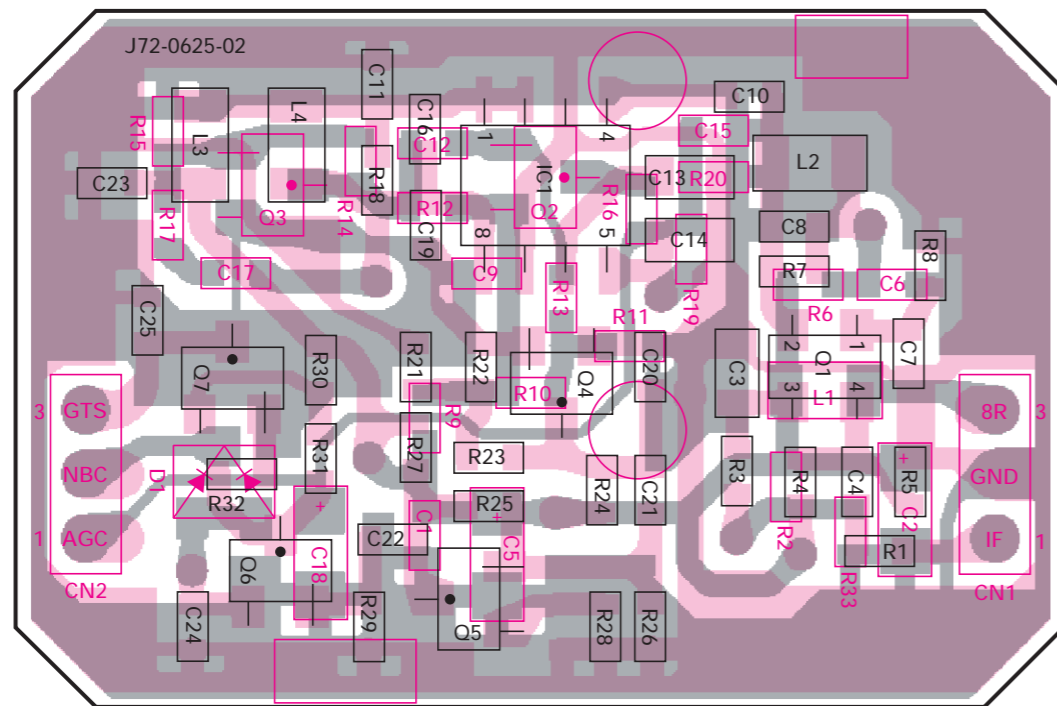 J72-0625-02
C11
C10
R15
L3
L4
C16
C12
1
4
C15
L2
IC1
C23
R18
C13
R20
R17
Q3
R14
R12
Q2
R16
C19
8
5
C14
C8
R8
C17
C9
R7
C6
R13
R19
R6
C25
R11
R21
R22
C20
2
1
Q7
R30
C3
Q1
C7
R10
Q4
3
4
L1
3
GTS
R9
8R
3
R31
R27
R23
R3
NBC
D1
R32
R24
C21
R4
C4
R5
GND
+
+
R25
+
C1
C2
1
AGC
C22
C5
R2
R1
IF
1
Q6
C18
R33
CN2
CN1
C24
R29
Q5
R28
R26